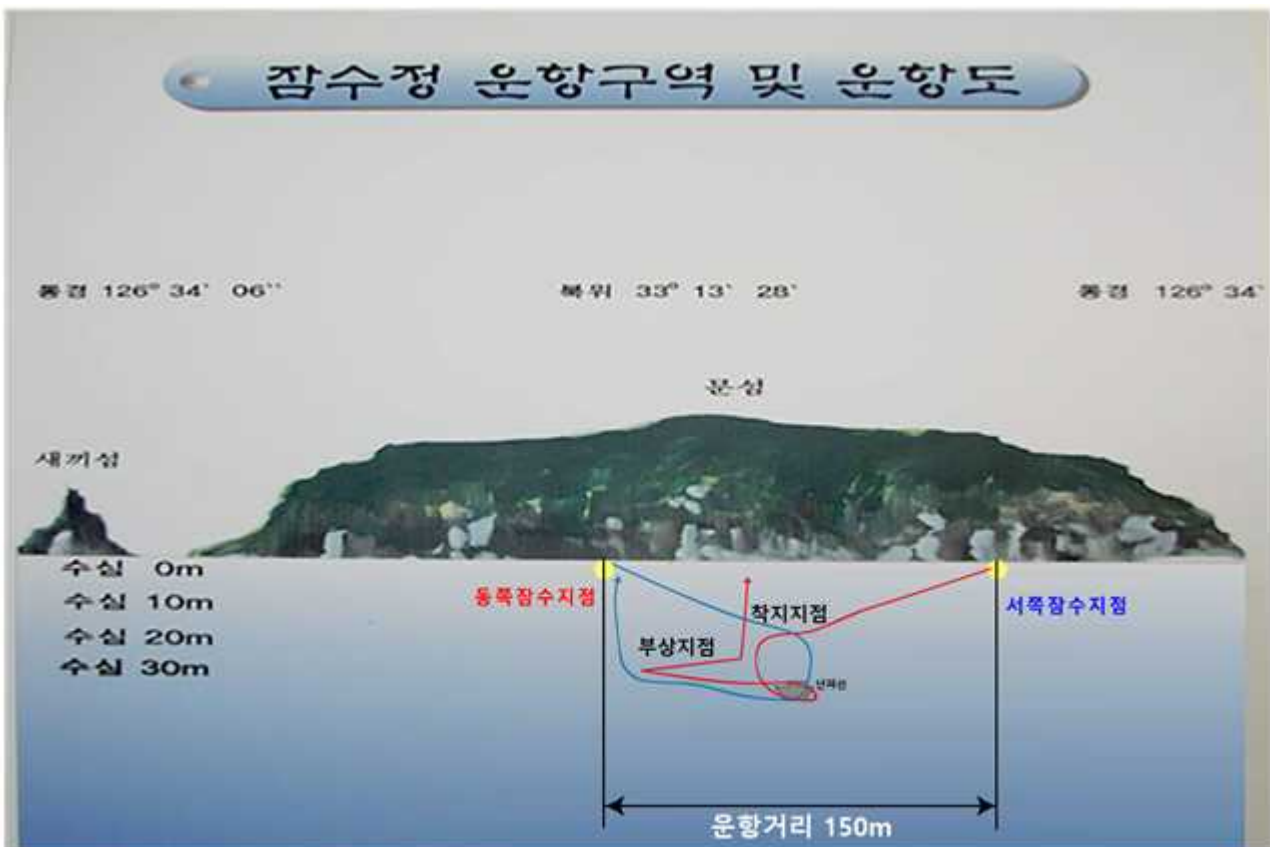 잠수정 운항구역 및 운항도
동경 126° 34` 06``
북위 33° 13` 28`
동경 126° 34`
문섬
새끼섬
수심 0m
수심 10m
수심 20m
수심 30m
동쪽잠수지점
서쪽잠수지점
착지지점
부상지점
난파선
운항거리 150m